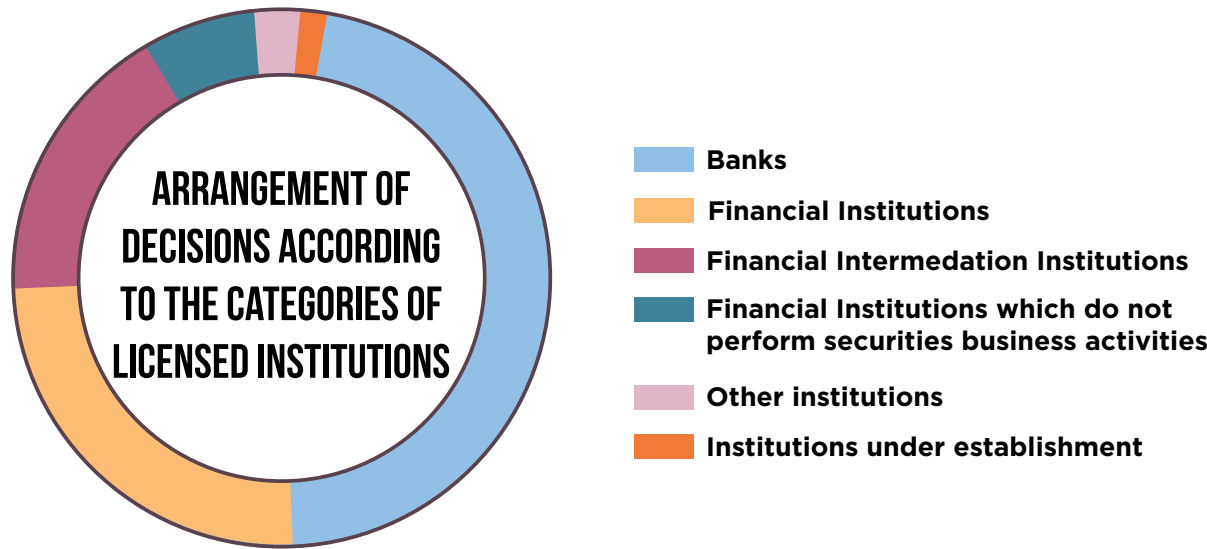 ARRANGEMENT OF
DECISIONS ACCORDING
TO THE CATEGORIES OF
LICENSED INSTITUTIONS
Banks
Financial Institutions
Financial Intermedation Institutions
Financial Institutions which do not
perform securities business activities
Other institutions
Institutions under establishment